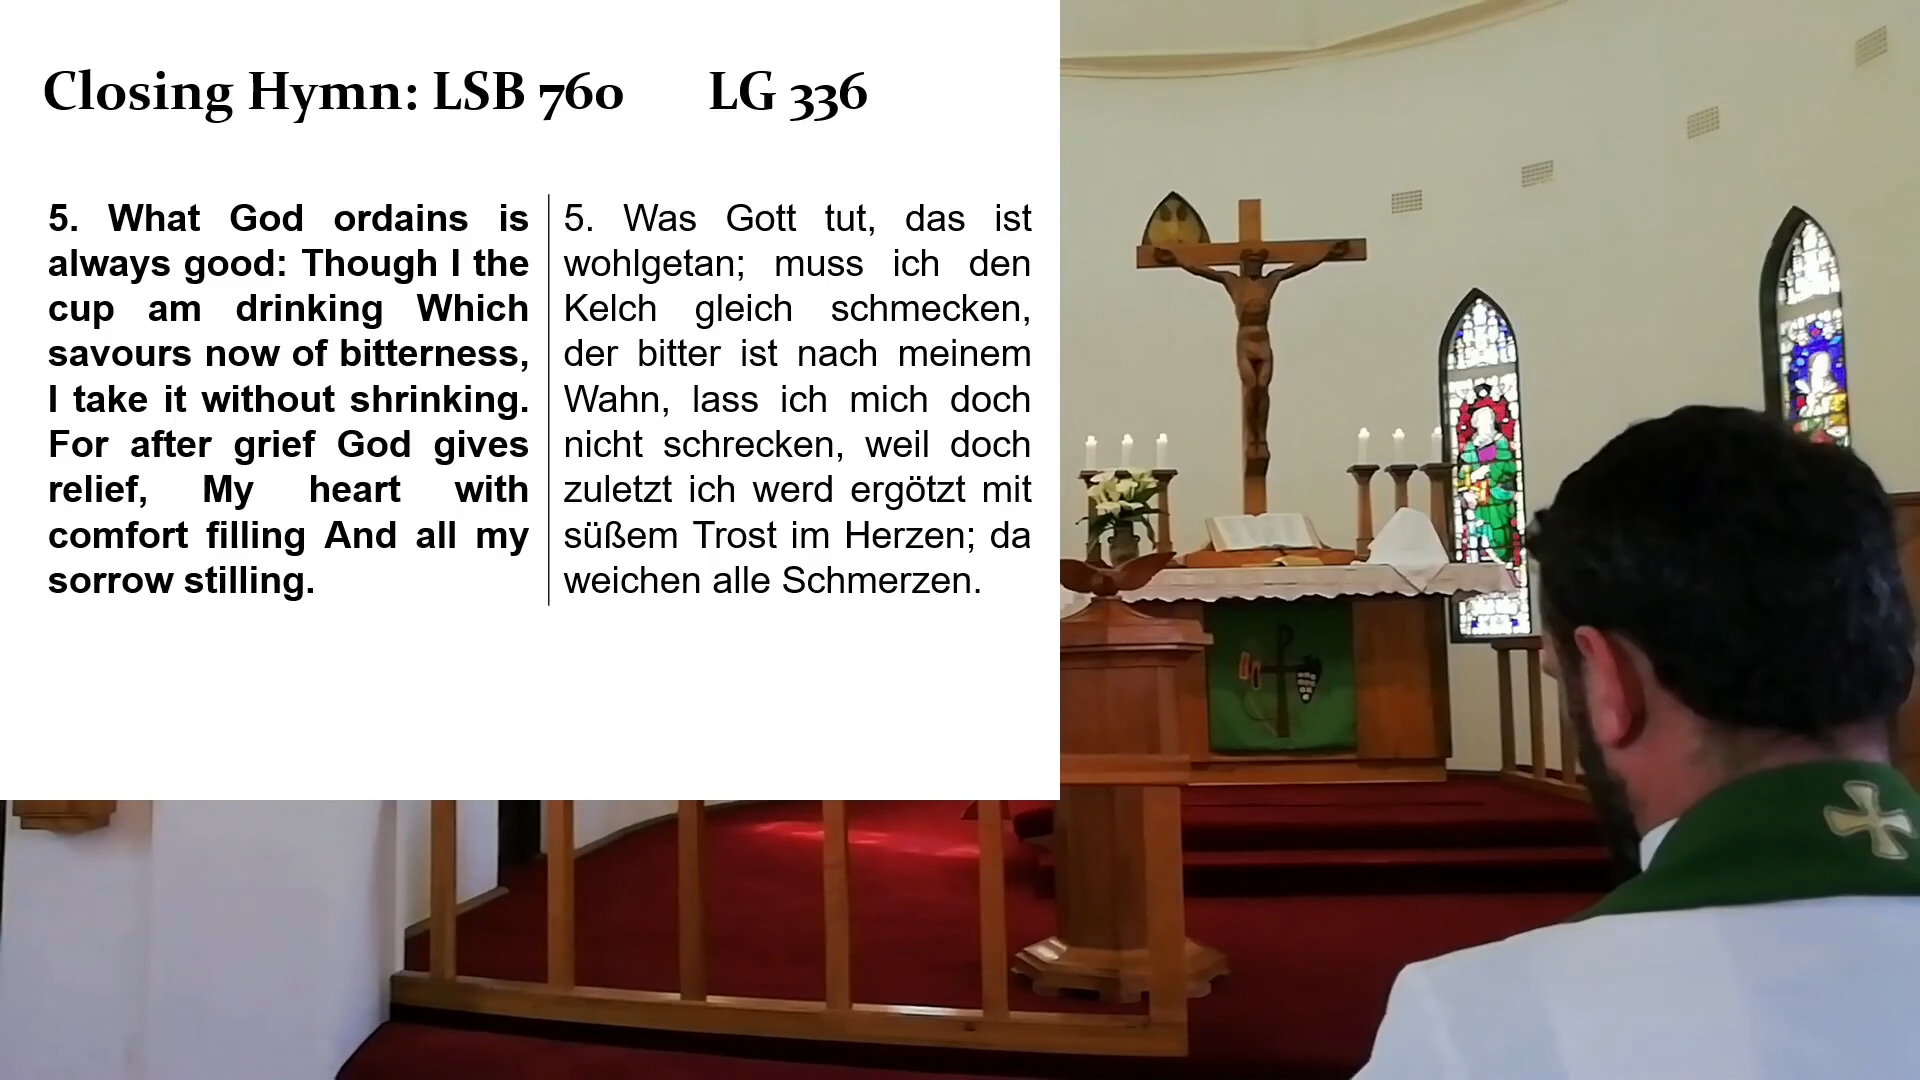 Closing Hymn: LSB 760 LG 336
5. What God ordains is
always good: Though I the
cup am drinking Which
savours now of bitterness,
I take it without shrinking.
For after grief God gives
relief, My heart with
comfort filling And all my
sorrow stilling.
5. Was Gott tut, das ist
wohlgetan; muss ich den
Kelch gleich schmecken,
der bitter ist nach meinem
Wahn, lass ich mich doch
nicht schrecken, weil doch
zuletzt ich werd ergötzt mit
süßem Trost im Herzen; da
weichen alle Schmerzen.